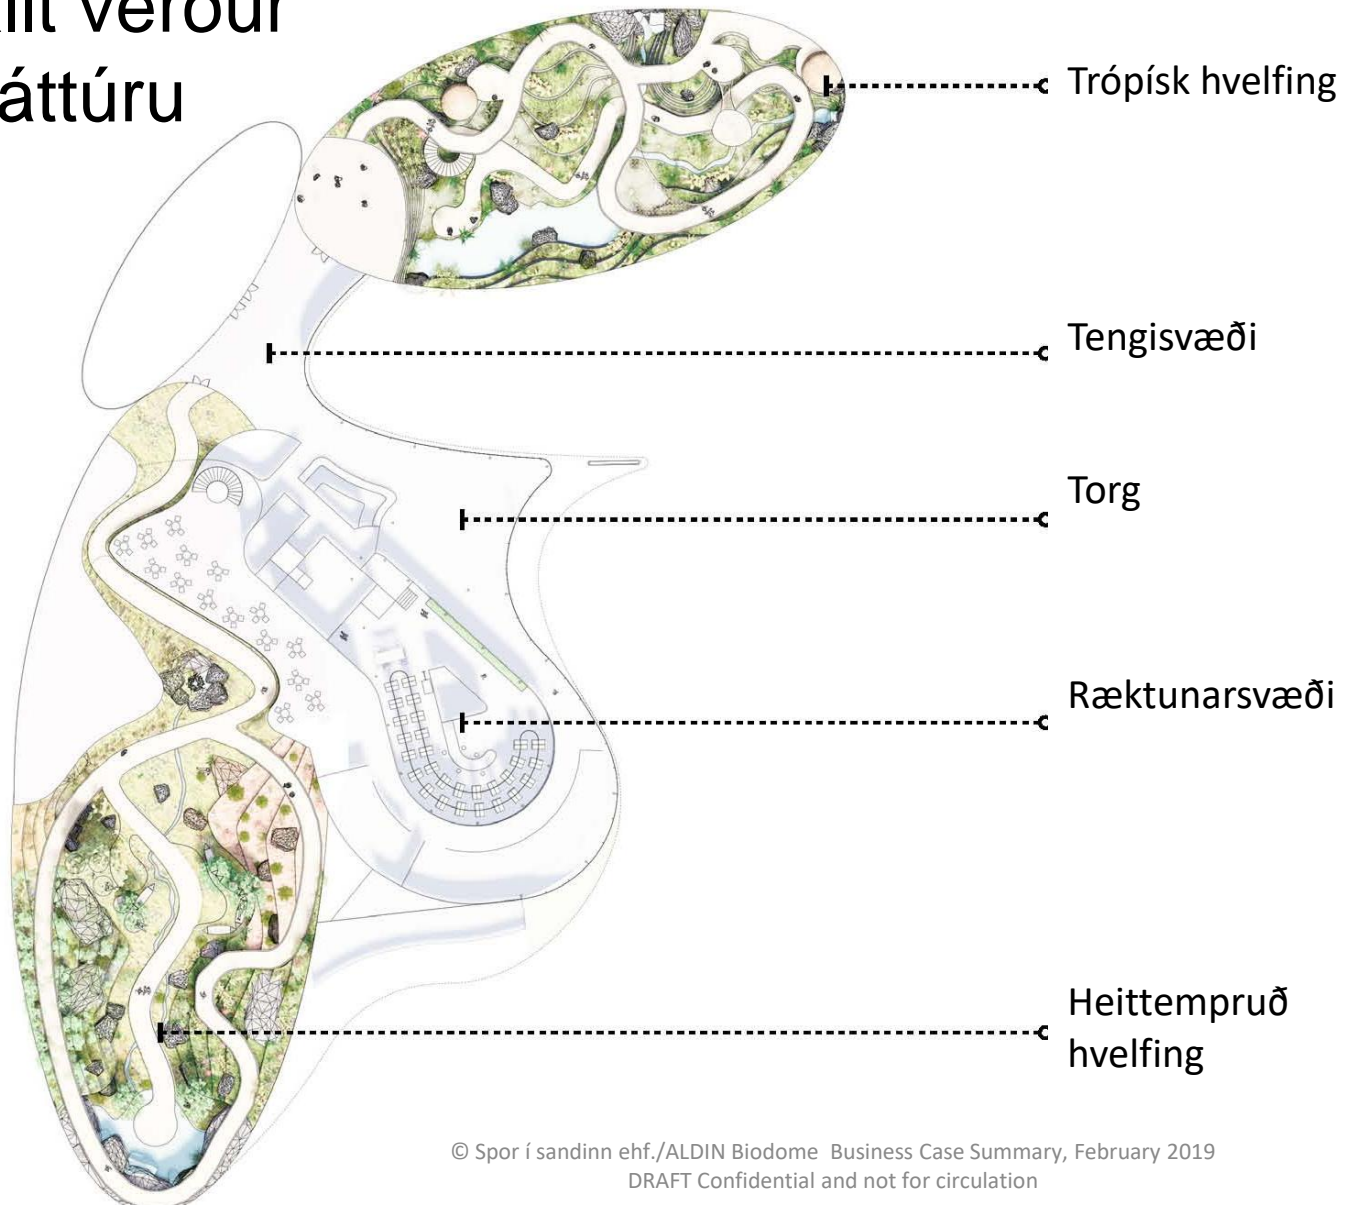 verður
áttúru
Trópísk hvelfing
Tengisvæði
Torg
Ræktunarsvæði
Heittempruð
hvelfing
© Spor í sandinn ehf./ALDIN Biodome Business Case Summary, February 2019
DRAFT Confidential and not for circulation